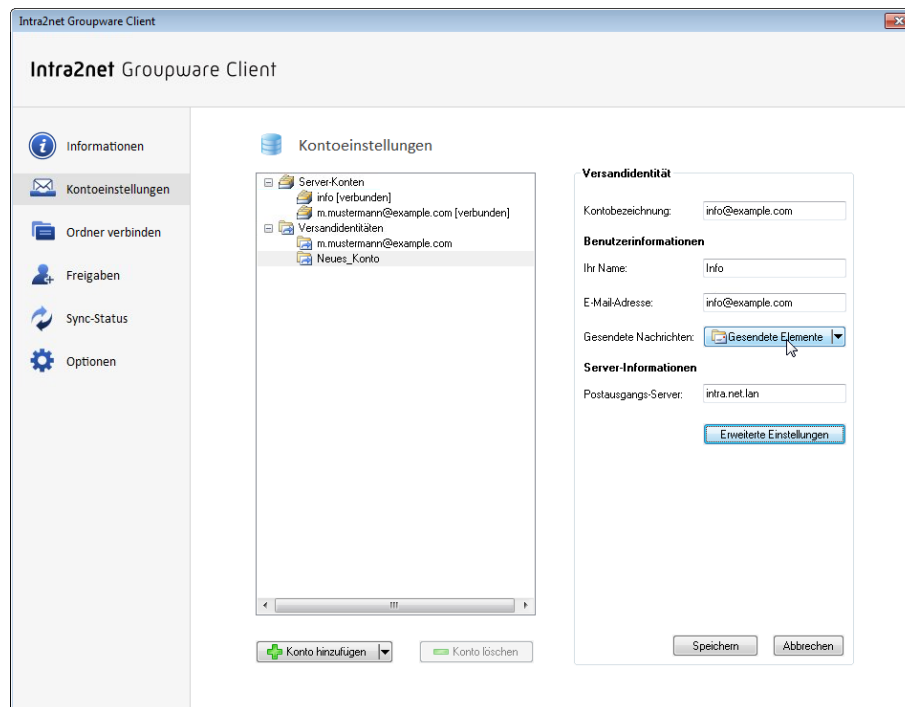 Intra2net Groupware Client
Intra2net Groupware Client
Informationen
Kontoeinstellungen
Ordner verbinden
Freigaben
Sync-Status
Optionen
Kontoeinstellungen
Server-Konten
info [verbunden]
m.mustermann@example.com [verbunden]
Versandidentitäten
m.mustermann@example.com
Neues_Konto
Konto hinzufügen
Konto löschen
Versandidentität
Kontobezeichnung: info@example.com
Benutzerinformationen
Ihr Name: Info
E-Mail-Adresse: info@example.com
Gesendete Nachrichten: Gesendete Elemente
Server-Informationen
Postausgangs-Server: intra.net.lan
Erweiterte Einstellungen
Speichern Abbrechen